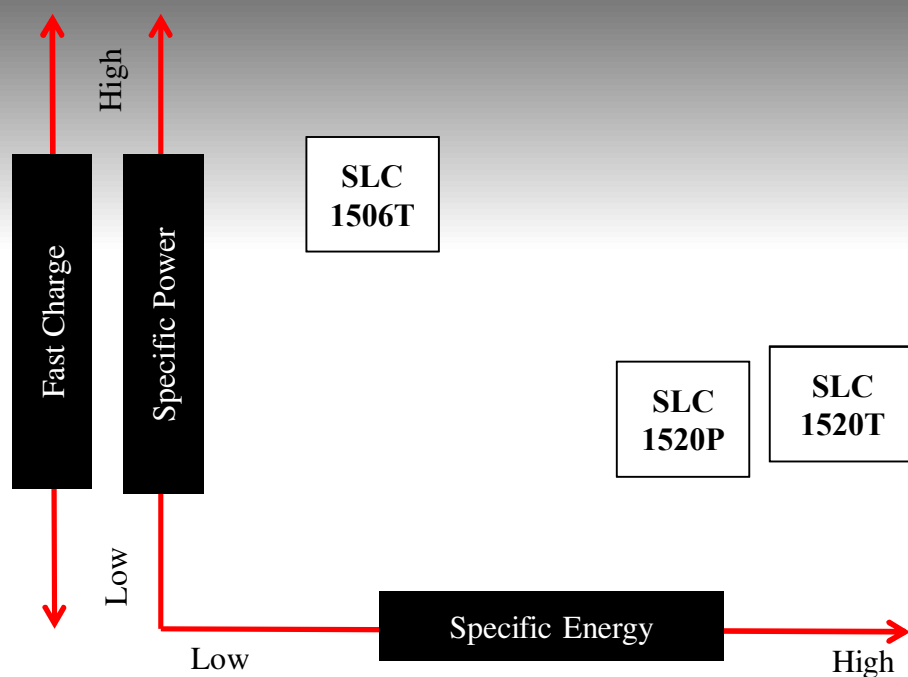 High
SLC
1506T
Fast Charge
Specific Power
SLC
1520P
SLC
1520T
Low
Specific Energy
Low
High